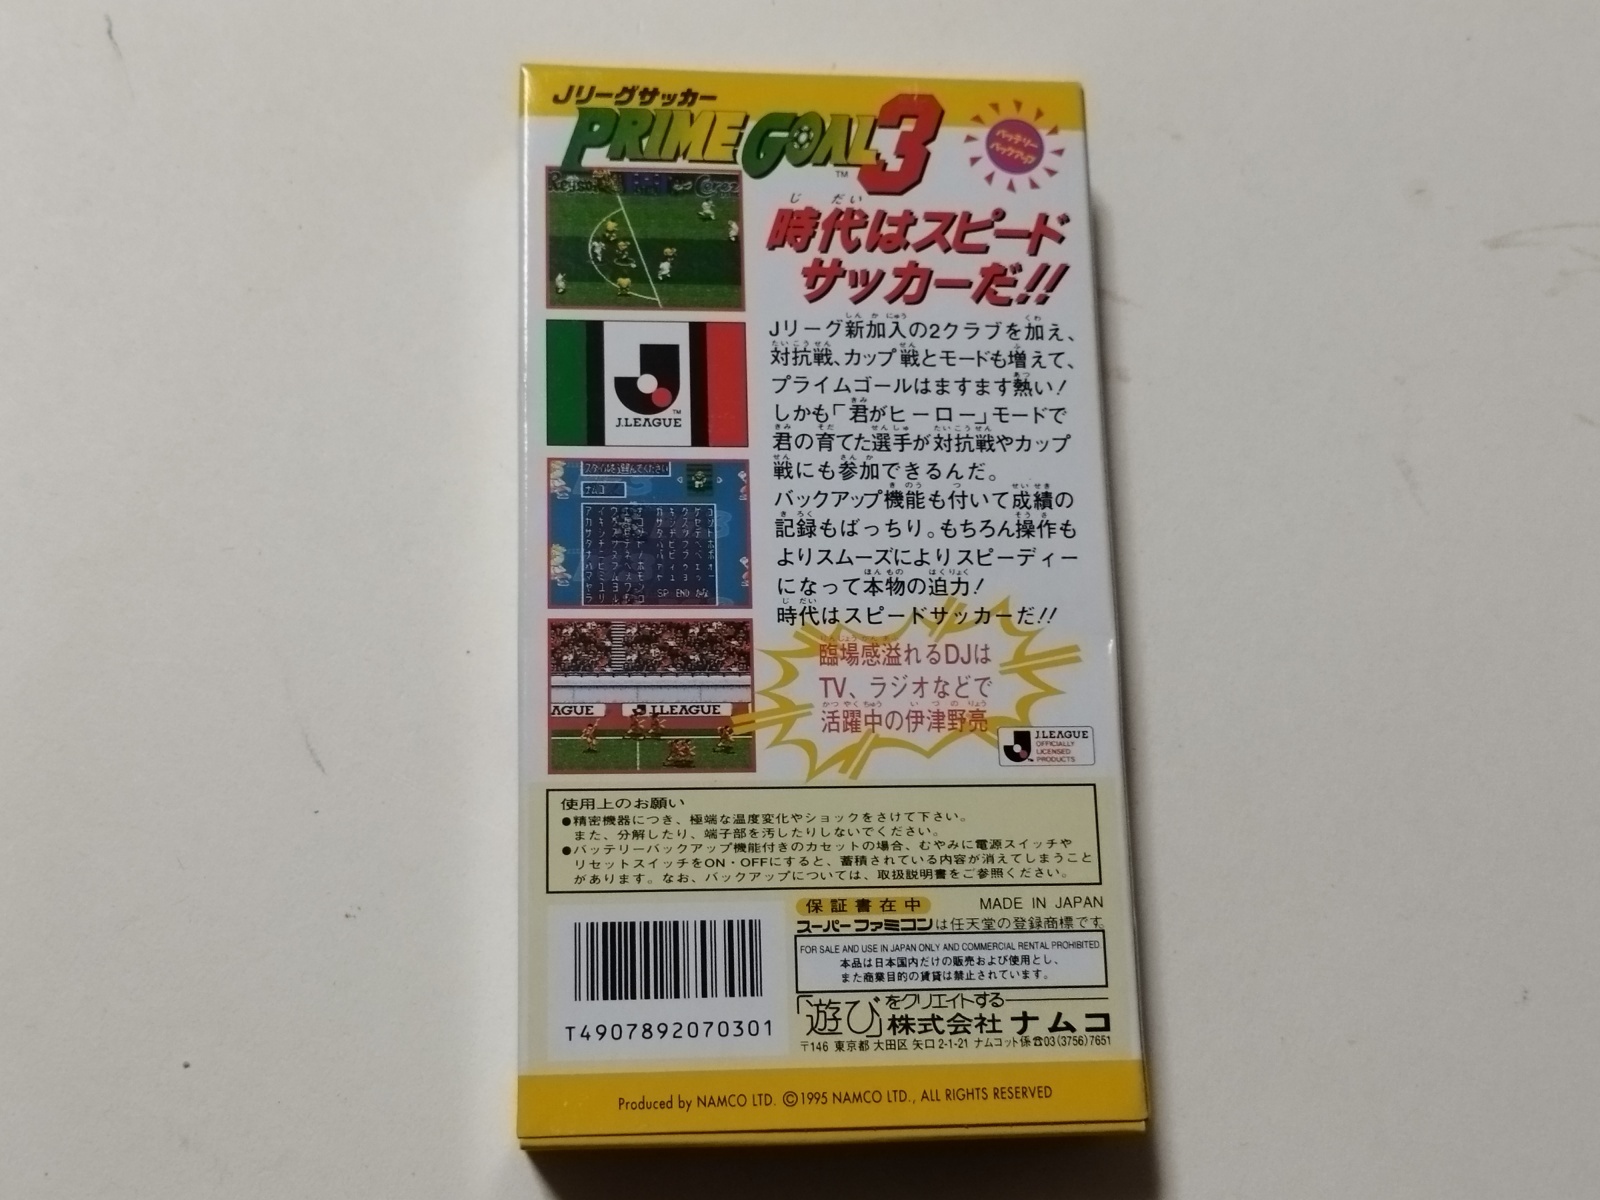 Jリーグサッカー
PRIME GOAL 3
TM
バッテリー
バックアップ
時代はスピード
サッカーだ!!
Jリーグ新加入の2クラブを加え、
対抗戦、カップ戦とモードも増えて、
プライムゴールはますます熱い!
しかも「君がヒーロー」モードで
君の育てた選手が対抗戦やカップ
戦にも参加できるんだ。
バックアップ機能も付いて成績の
記録もばっちり。もちろん操作も
よりスムーズによりスピーディー
になって本物の迫力!
時代はスピードサッカーだ!!
臨場感溢れるDJは
TV、ラジオなどで
活躍中の伊津野亮
J.LEAGUE
OFFICIALLY
LICENSED
PRODUCTS
J.LEAGUE
TM
スタイルを選んでください
ナムコ
SP END かな
AGUE J.LEAGUE
使用上のお願い
●精密機器につき、極端な温度変化やショックをさけて下さい。
また、分解したり、端子部を汚したりしないでください。
●バッテリーバックアップ機能付きのカセットの場合、むやみに電源スイッチや
リセットスイッチをON・OFFにすると、蓄積されている内容が消えてしまうこと
があります。なお、バックアップについては、取扱説明書をご参照ください。
保証書在中
MADE IN JAPAN
スーパーファミコンは任天堂の登録商標です。
FOR SALE AND USE IN JAPAN ONLY AND COMMERCIAL RENTAL PROHIBITED.
本品は日本国内だけの販売および使用とし、
また商業目的の賃貸は禁止されています。
「遊び」をクリエイトする
株式会社ナムコ
〒146 東京都大田区矢口2-1-21 ナムコット係☎03(3756)7651
T4907892070301
Produced by NAMCO LTD. ©1995 NAMCO LTD., ALL RIGHTS RESERVED